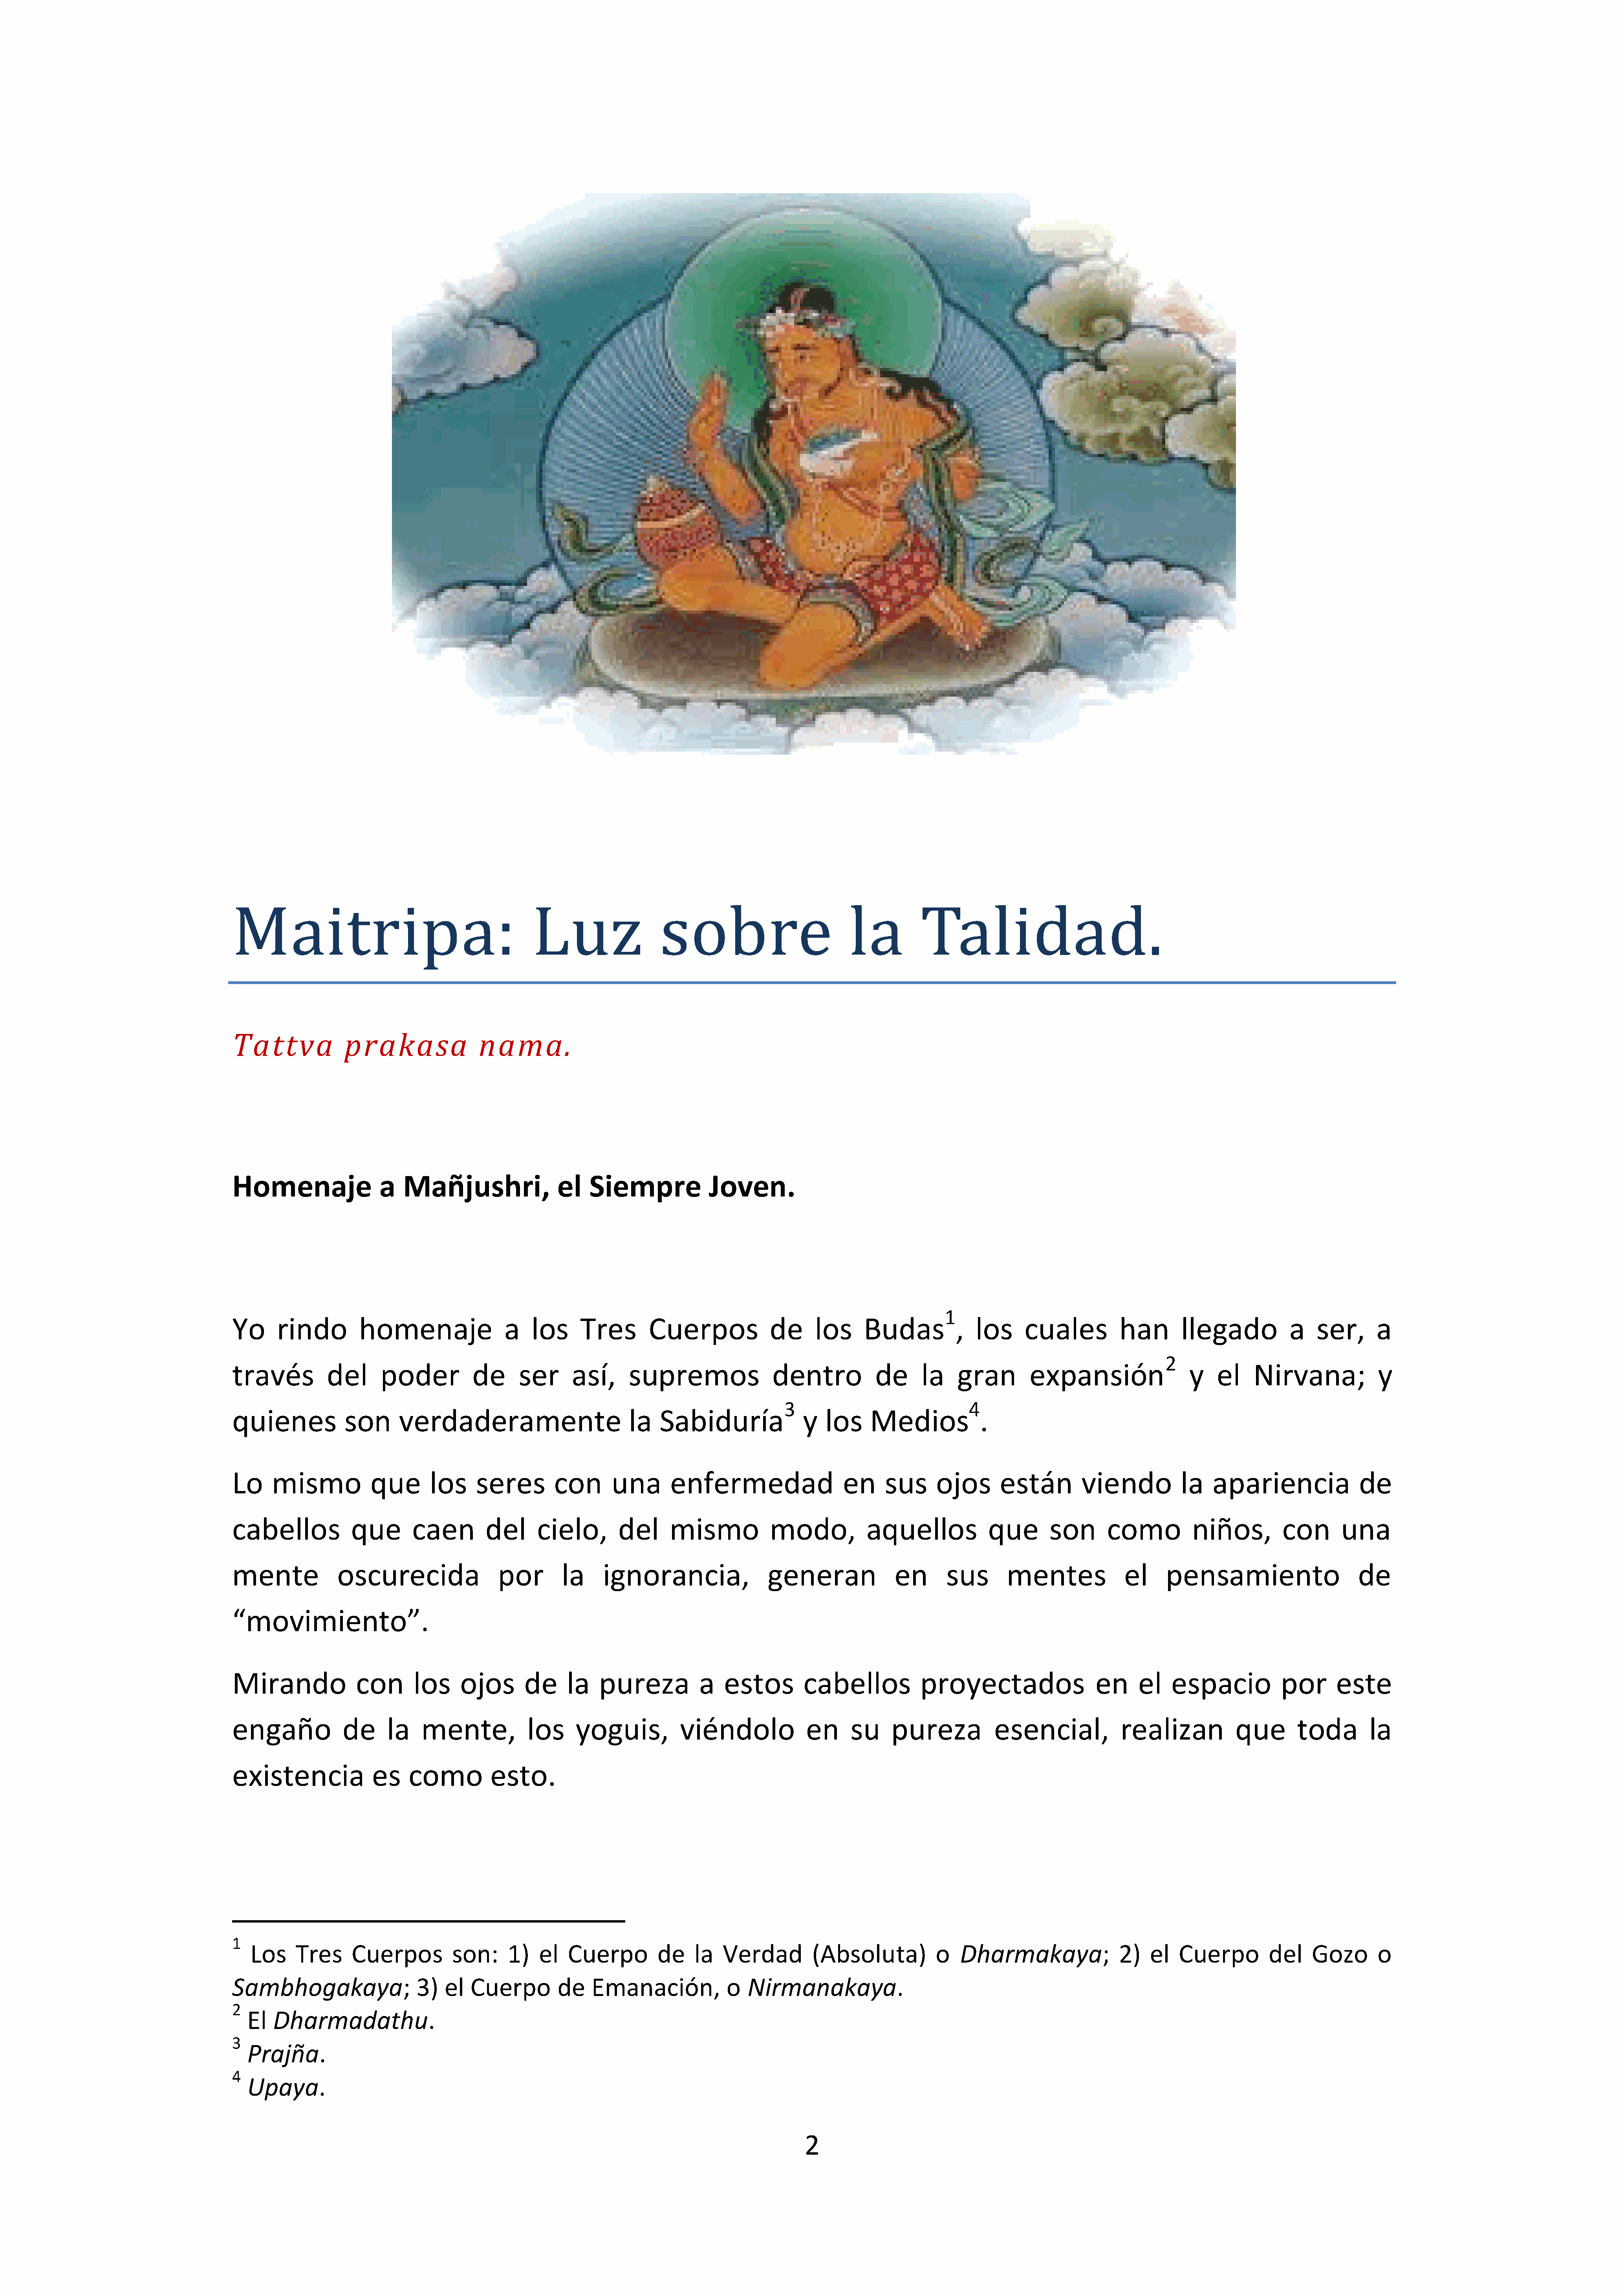 Maitripa: Luz sobre la Talidad.
Tattva prakasa nama.
Homenaje a Mañjushri, el Siempre Joven.
Yo rindo homenaje a los Tres Cuerpos de los Budas1, los cuales han llegado a ser, a
través del poder de ser así, supremos dentro de la gran expansión2 y el Nirvana; y
quienes son verdaderamente la Sabiduría3 y los Medios4.
Lo mismo que los seres con una enfermedad en sus ojos están viendo la apariencia de
cabellos que caen del cielo, del mismo modo, aquellos que son como niños, con una
mente oscurecida por la ignorancia, generan en sus mentes el pensamiento de
“movimiento”.
Mirando con los ojos de la pureza a estos cabellos proyectados en el espacio por este
engaño de la mente, los yoguis, viéndolo en su pureza esencial, realizan que toda la
existencia es como esto.
1 Los Tres Cuerpos son: 1) el Cuerpo de la Verdad (Absoluta) o Dharmakaya; 2) el Cuerpo del Gozo o
Sambhogakaya; 3) el Cuerpo de Emanación, o Nirmanakaya.
2 El Dharmadathu.
3 Prajña.
4 Upaya.
2